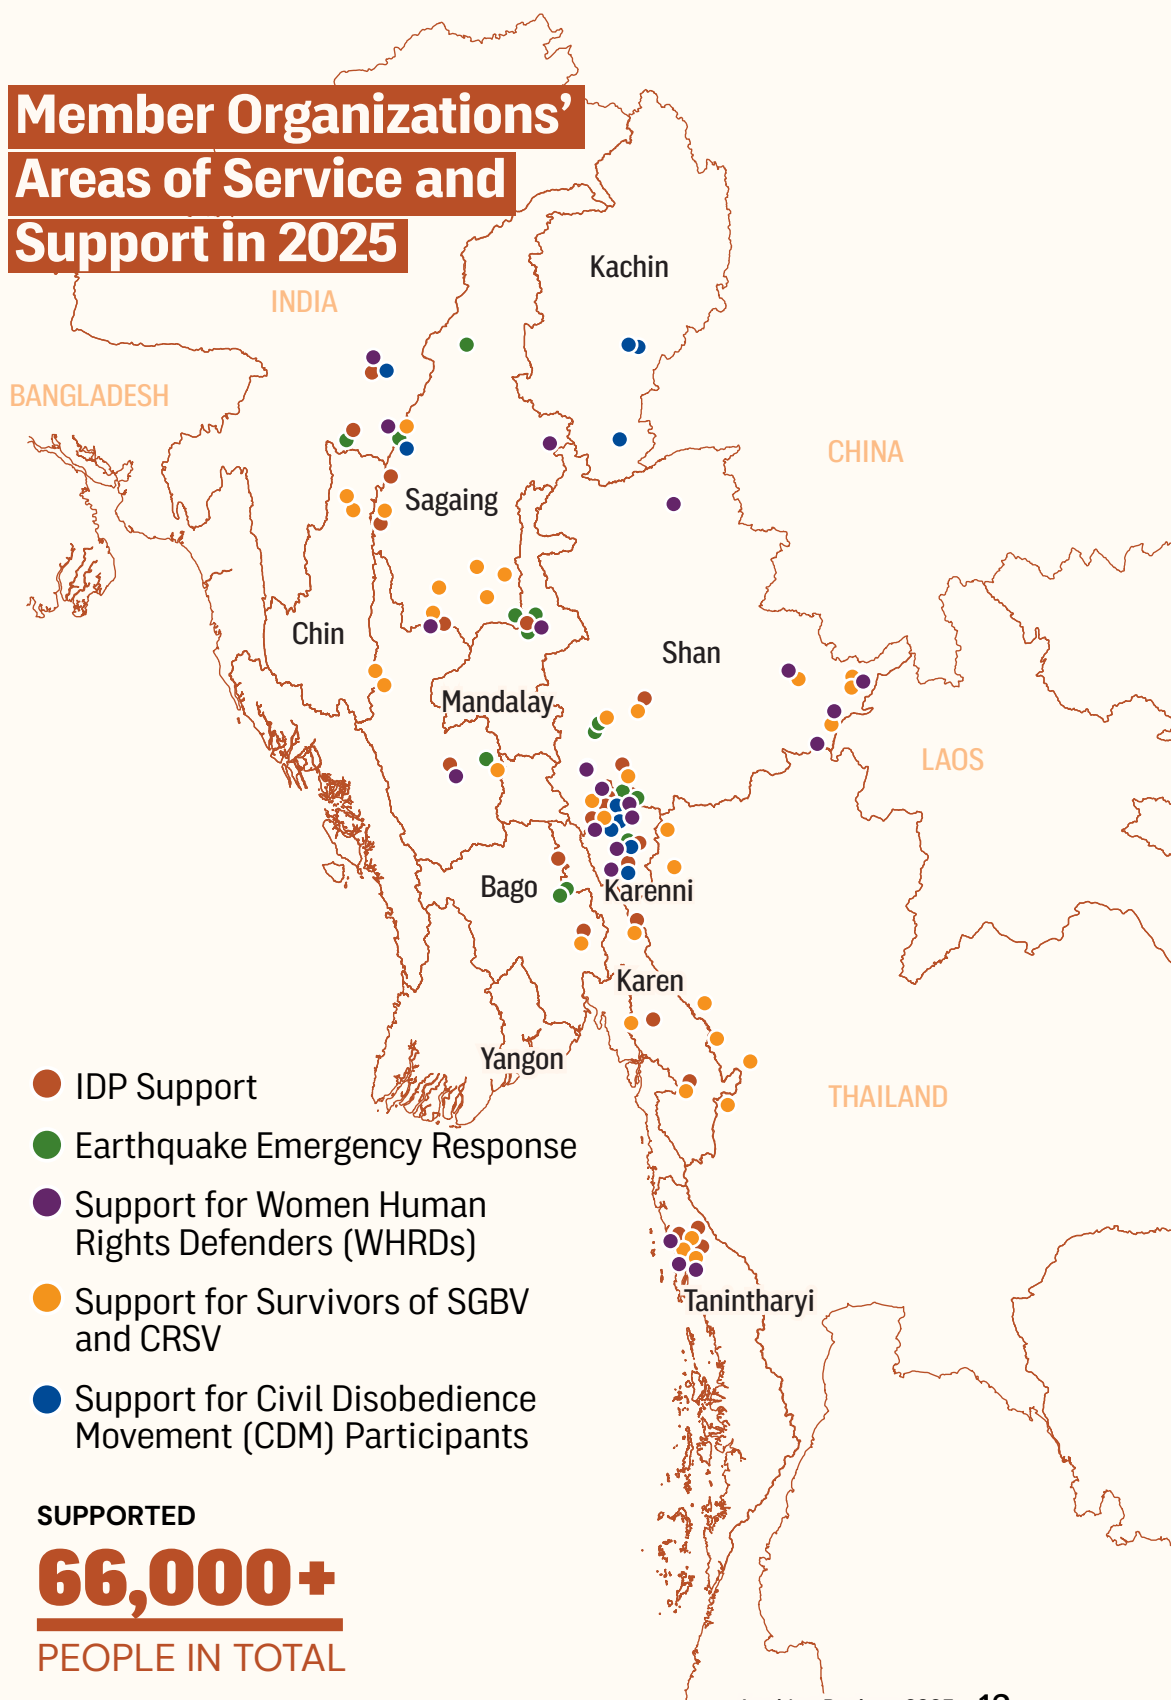 Member Organizations’
Areas of Service and
Support in 2025
Kachin
INDIA
BANGLADESH
CHINA
Sagaing
Chin
Shan
Mandalay
LAOS
Bago
Karenni
Karen
Yangon
THAILAND
IDP Support
Earthquake Emergency Response
Support for Women Human
Rights Defenders (WHRDs)
Support for Survivors of SGBV
and CRSV
Tanintharyi
Support for Civil Disobedience
Movement (CDM) Participants
SUPPORTED
66,000+
PEOPLE IN TOTAL